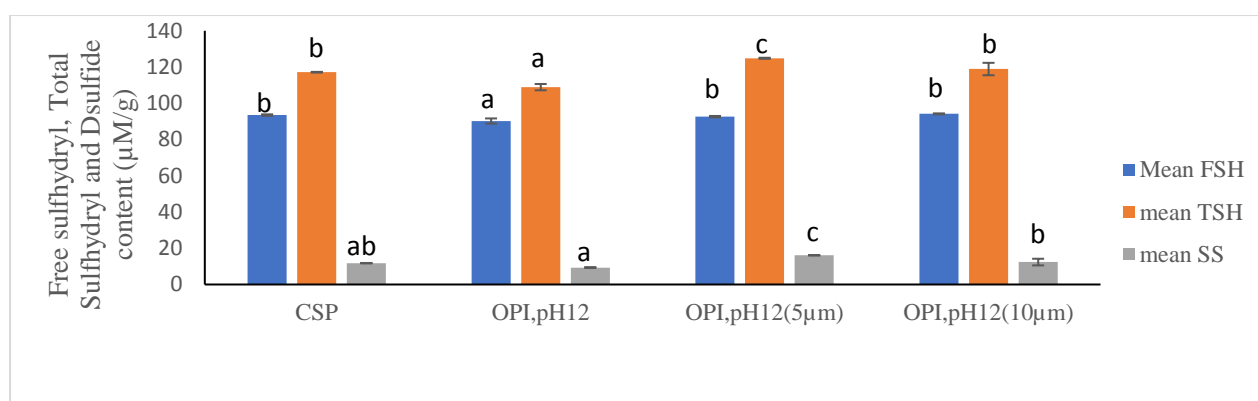 Free sulfhydryl, Total
Sulfhydryl and Dsulfide
content (µM/g)
140
120
100
80
60
40
20
0
b
b
ab
a
a
a
b
c
c
b
b
b
CSP
OPI,pH12
OPI,pH12(5µm)
OPI,pH12(10µm)
Mean FSH
mean TSH
mean SS